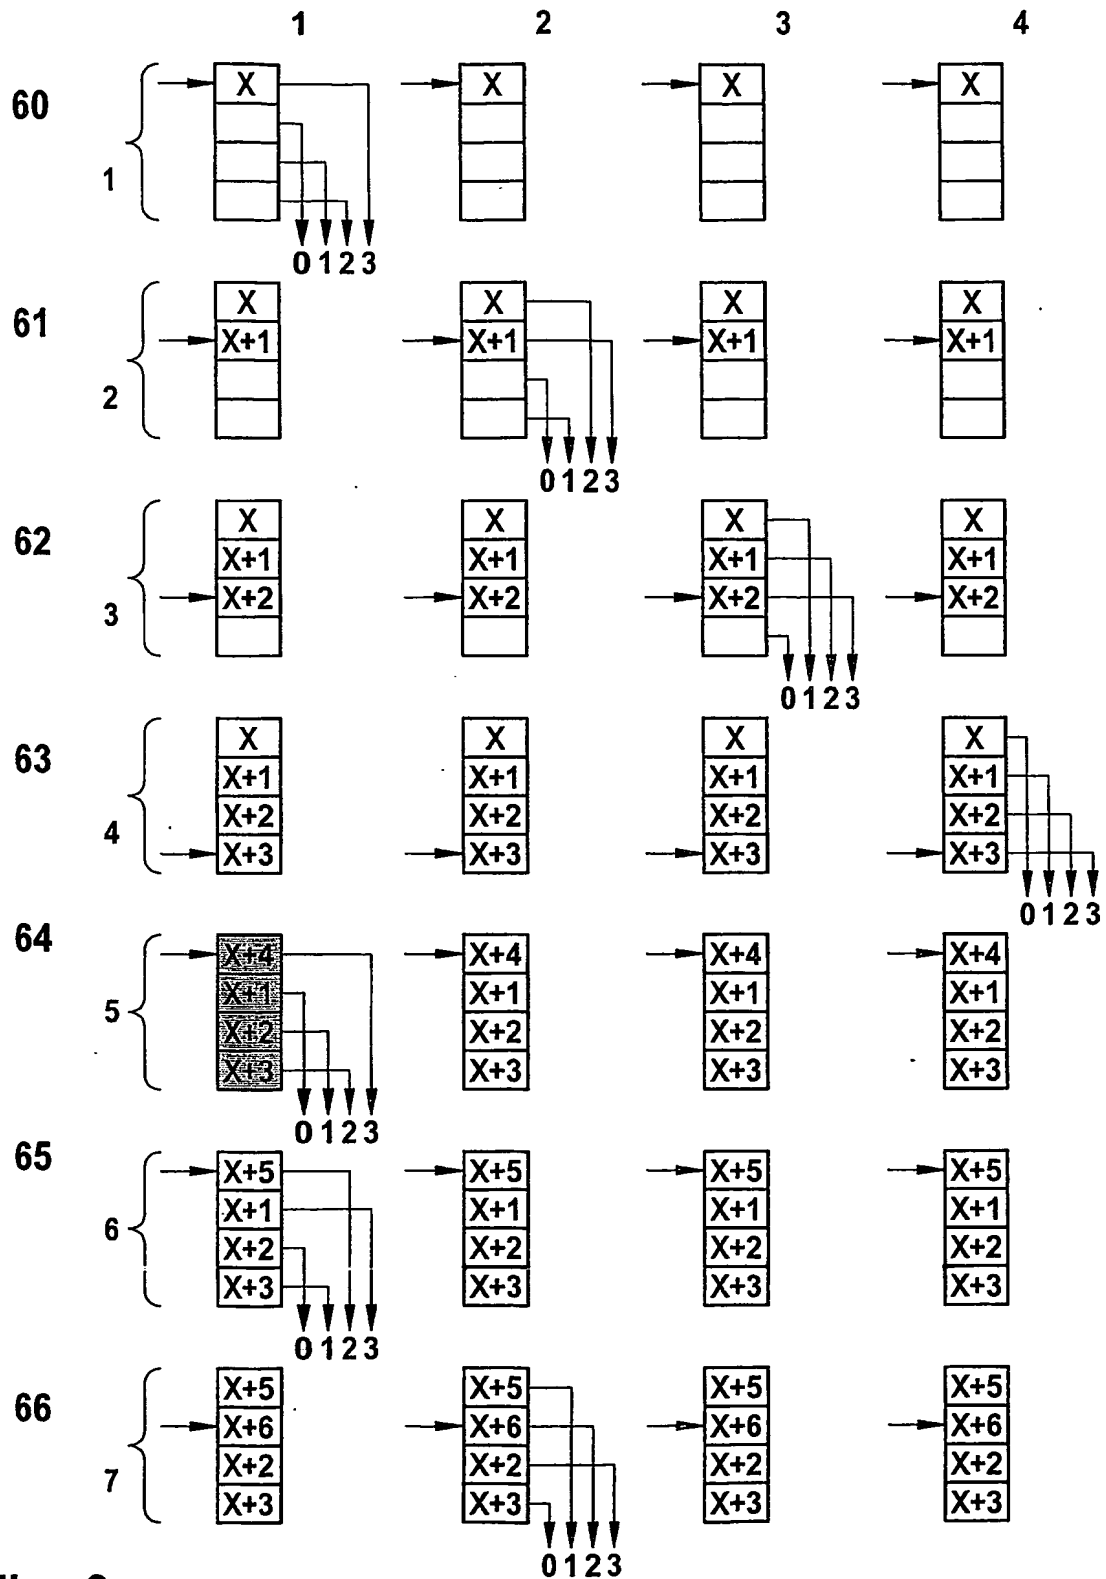 1 2 3 4
60
1
X X X X
0 1 2 3
61
2
X X X X
X+1 X+1 X+1 X+1
0 1 2 3
62
3
X X X X
X+1 X+1 X+1 X+1
X+2 X+2 X+2 X+2
0 1 2 3
63
4
X X X X
X+1 X+1 X+1 X+1
X+2 X+2 X+2 X+2
X+3 X+3 X+3 X+3
0 1 2 3
64
5
X+4 X+4 X+4 X+4
X+1 X+1 X+1 X+1
X+2 X+2 X+2 X+2
X+3 X+3 X+3 X+3
0 1 2 3
65
6
X+5 X+5 X+5 X+5
X+1 X+1 X+1 X+1
X+2 X+2 X+2 X+2
X+3 X+3 X+3 X+3
0 1 2 3
66
7
X+5 X+5 X+5 X+5
X+6 X+6 X+6 X+6
X+2 X+2 X+2 X+2
X+3 X+3 X+3 X+3
0 1 2 3